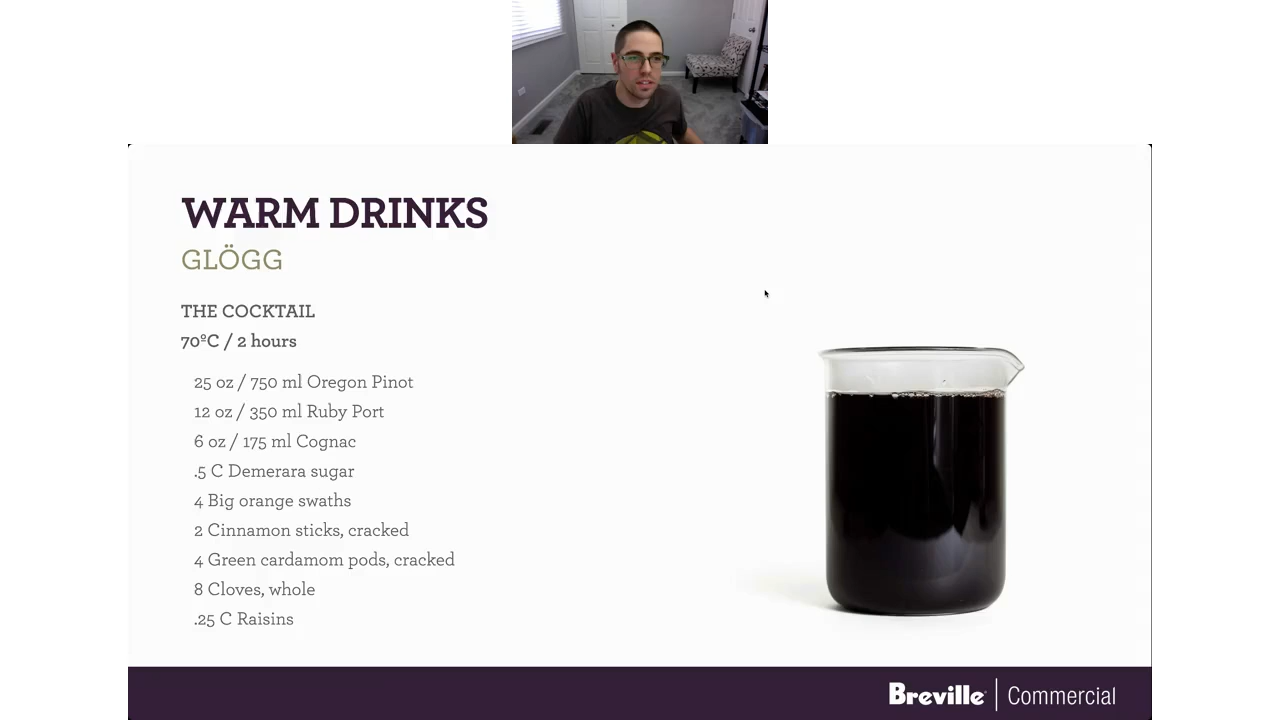 WARM DRINKS
GLÖGG
THE COCKTAIL
70ºC / 2 hours
25 oz / 750 ml Oregon Pinot
12 oz / 350 ml Ruby Port
6 oz / 175 ml Cognac
.5 C Demerara sugar
4 Big orange swaths
2 Cinnamon sticks, cracked
4 Green cardamom pods, cracked
8 Cloves, whole
.25 C Raisins
Breville | Commercial